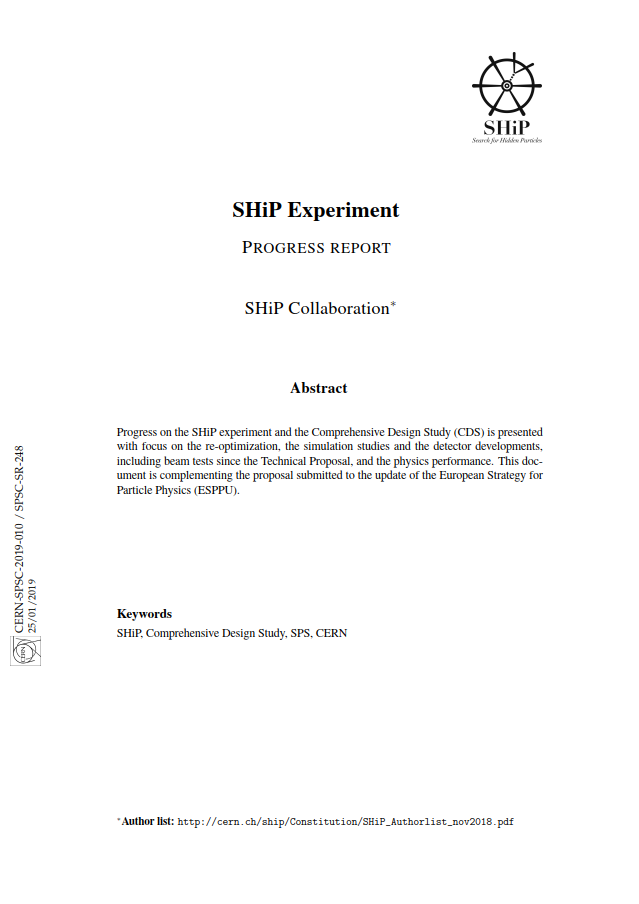 SHiP
Search for Hidden Particles
SHiP Experiment
PROGRESS REPORT
SHiP Collaboration*
Abstract
Progress on the SHiP experiment and the Comprehensive Design Study (CDS) is presented
with focus on the re-optimization, the simulation studies and the detector developments,
including beam tests since the Technical Proposal, and the physics performance. This doc-
ument is complementing the proposal submitted to the update of the European Strategy for
Particle Physics (ESPPU).
CERN-SPSC-2019-010 / SPSC-SR-248
25/01/2019
CERN
Keywords
SHiP, Comprehensive Design Study, SPS, CERN
*Author list: http://cern.ch/ship/Constitution/SHiP_Authorlist_nov2018.pdf